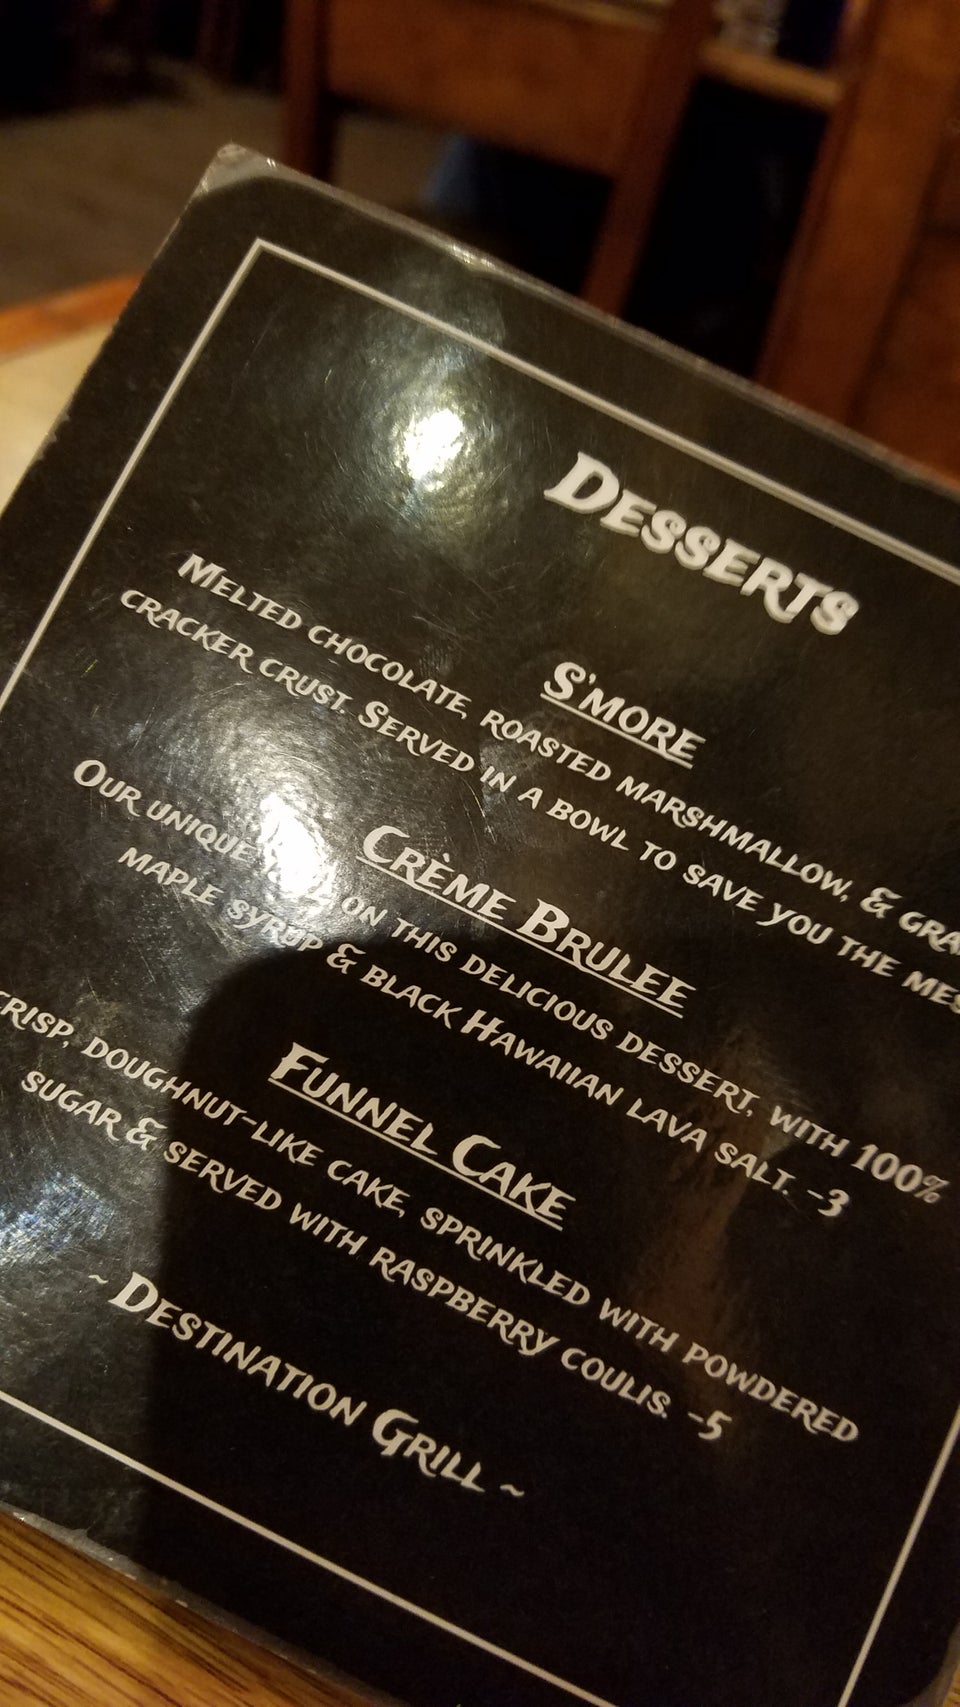 Desserts
S'more
Melted chocolate, roasted marshmallow, &
cracker crust. Served in a bowl to save you the
Crème Brulee
Our unique on this delicious dessert, with 100%
maple syrup & black Hawaiian lava salt. -3
Funnel Cake
crisp, doughnut-like cake, sprinkled with powdered
sugar & served with raspberry coulis. -5
~ Destination Grill ~